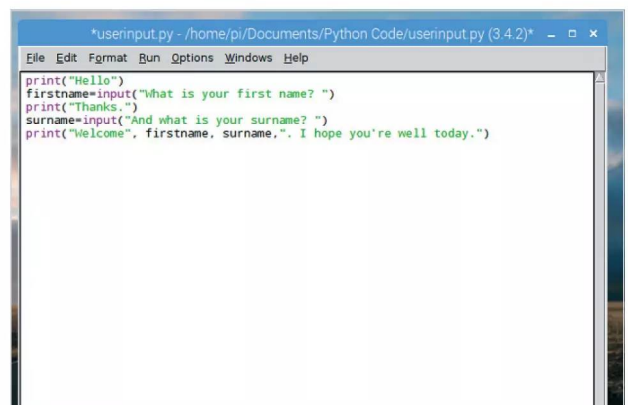 *userinput.py - /home/pi/Documents/Python Code/userinput.py (3.4.2)*
File Edit Format Run Options Windows Help
print("Hello")
firstname=input("What is your first name? ")
print("Thanks.")
surname=input("And what is your surname? ")
print("Welcome", firstname, surname,". I hope you're well today.")